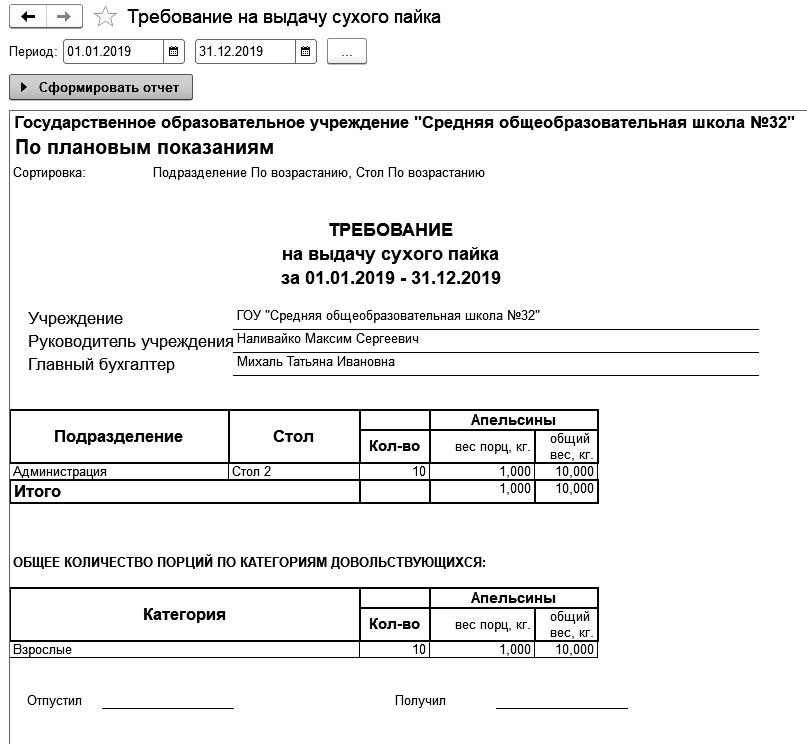 Требование на выдачу сухого пайка
Период: 01.01.2019 31.12.2019 ...
Сформировать отчет
Государственное образовательное учреждение "Средняя общеобразовательная школа №32"
По плановым показаниям
Сортировка: Подразделение По возрастанию, Стол По возрастанию
ТРЕБОВАНИЕ
на выдачу сухого пайка
за 01.01.2019 - 31.12.2019
Учреждение ГОУ "Средняя общеобразовательная школа №32"
Руководитель учреждения Наливайко Максим Сергеевич
Главный бухгалтер Михаль Татьяна Ивановна
Апельсины
Подразделение Стол Кол-во вес порц, кг. общий
вес, кг.
Администрация Стол 2 10 1,000 10,000
Итого 1,000 10,000
ОБЩЕЕ КОЛИЧЕСТВО ПОРЦИЙ ПО КАТЕГОРИЯМ ДОВОЛЬСТВУЮЩИХСЯ:
Апельсины
Категория Кол-во вес порц, кг. общий
вес, кг.
Взрослые 10 1,000 10,000
Отпустил Получил